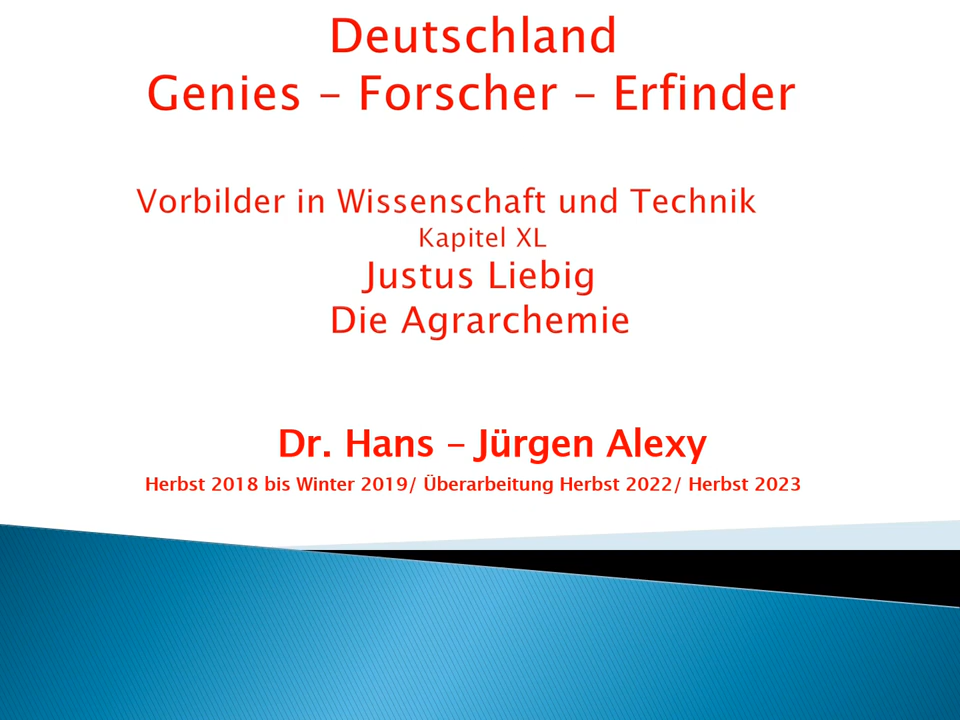 Deutschland
Genies – Forscher – Erfinder
Vorbilder in Wissenschaft und Technik
Kapitel XL
Justus Liebig
Die Agrarchemie
Dr. Hans – Jürgen Alexy
Herbst 2018 bis Winter 2019/ Überarbeitung Herbst 2022/ Herbst 2023